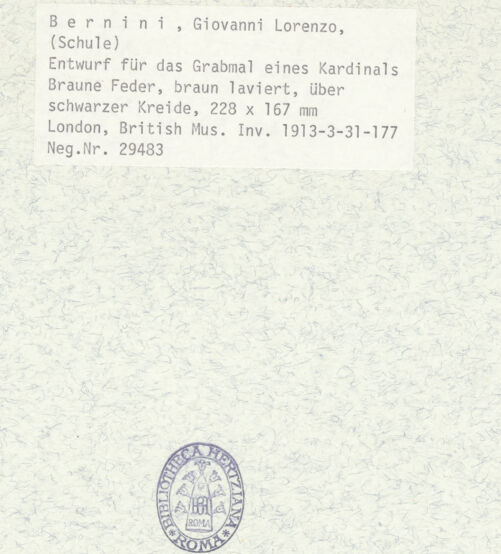 B e r n i n i , Giovanni Lorenzo,
(Schule)
Entwurf für das Grabmal eines Kardinals
Braune Feder, braun laviert, über
schwarzer Kreide, 228 x 167 mm
London, British Mus. Inv. 1913-3-31-177
Neg.Nr. 29483
BIBLIOTHECA HERTZIANA
BH
ROMA
* ROMA *